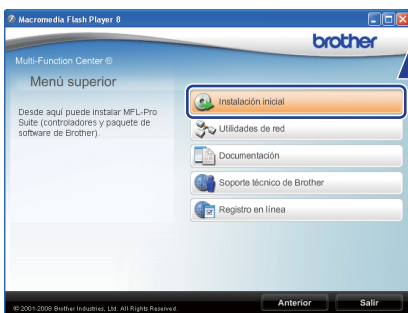 Macromedia Flash Player 8
brother
Multi-Function Center ®
Menú superior
Desde aquí puede instalar MFL-Pro
Suite (controladores y paquete de
software de Brother).
Instalación inicial
Utilidades de red
Documentación
Soporte técnico de Brother
Registro en línea
© 2001-2008 Brother Industries, Ltd. All Rights Reserved.
Anterior
Salir